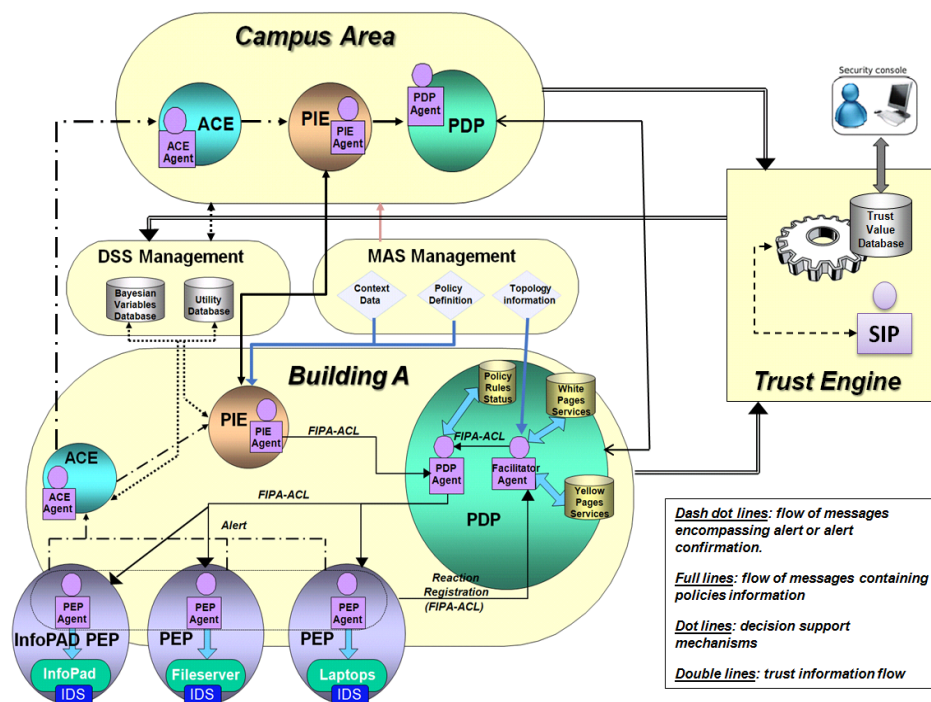 Campus Area
Security console
ACE
ACE
Agent
PIE
PIE
Agent
PDP
Agent
PDP
Trust
Value
Database
DSS Management
Bayesian
Variables
Database
Utility
Database
MAS Management
Context
Data
Policy
Definition
Topology
information
SIP
Trust Engine
Building A
PIE
PIE
Agent
Policy
Rules
Status
White
Pages
Services
FIPA-ACL
FIPA-ACL
PDP
Agent
Facilitator
Agent
Yellow
Pages
Services
PDP
ACE
ACE
Agent
FIPA-ACL
Alert
Reaction
Registration
(FIPA-ACL)
PEP
Agent
InfoPAD PEP
InfoPad
IDS
PEP
Agent
PEP
Fileserver
IDS
PEP
Agent
PEP
Laptops
IDS
Dash dot lines: flow of messages
encompassing alert or alert
confirmation.
Full lines: flow of messages containing
policies information
Dot lines: decision support
mechanisms
Double lines: trust information flow